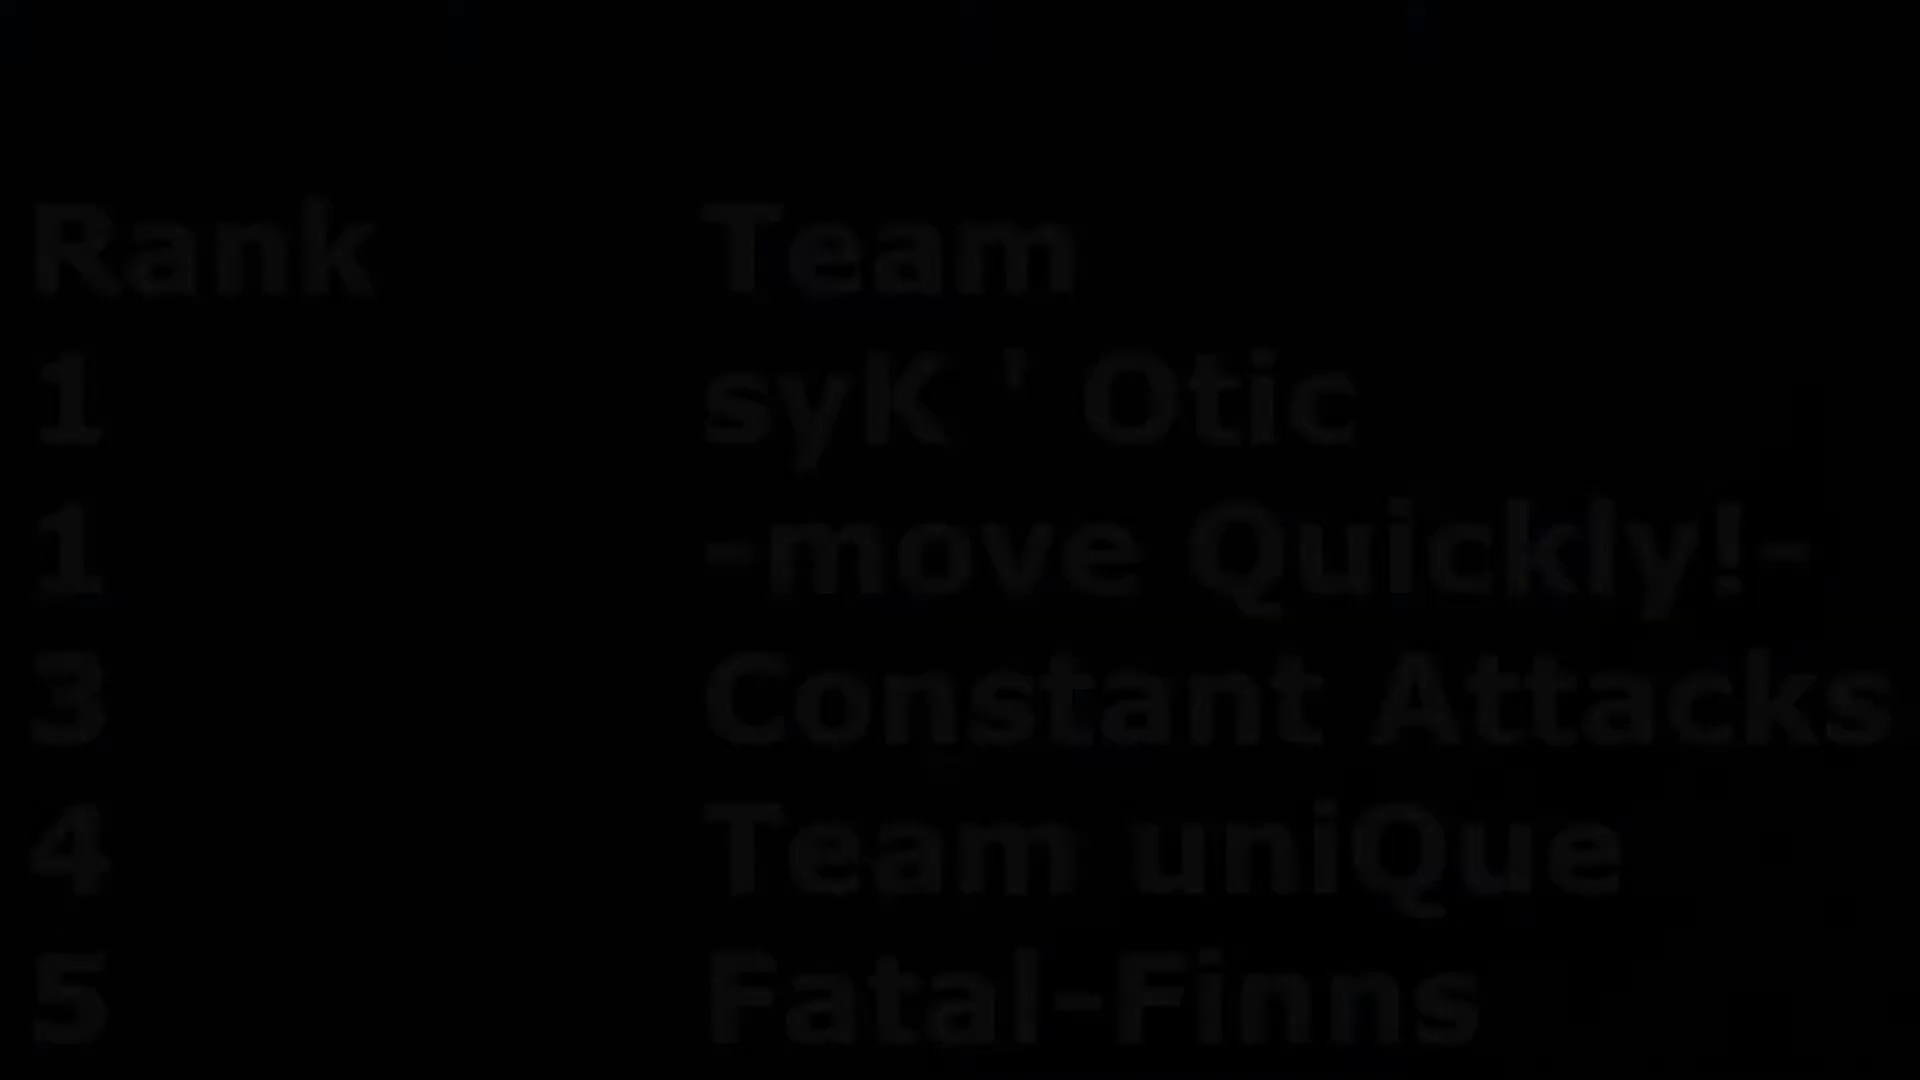 Rank Team
1 syK ' Otic
1 -move Quickly!-
3 Constant Attacks
4 Team uniQue
5 Fatal-Finns